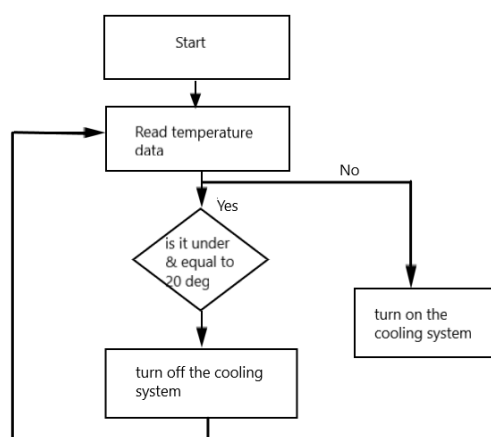 Start
Read temperature
data
No
Yes
is it under
& equal to
20 deg
turn on the
cooling system
turn off the cooling
system